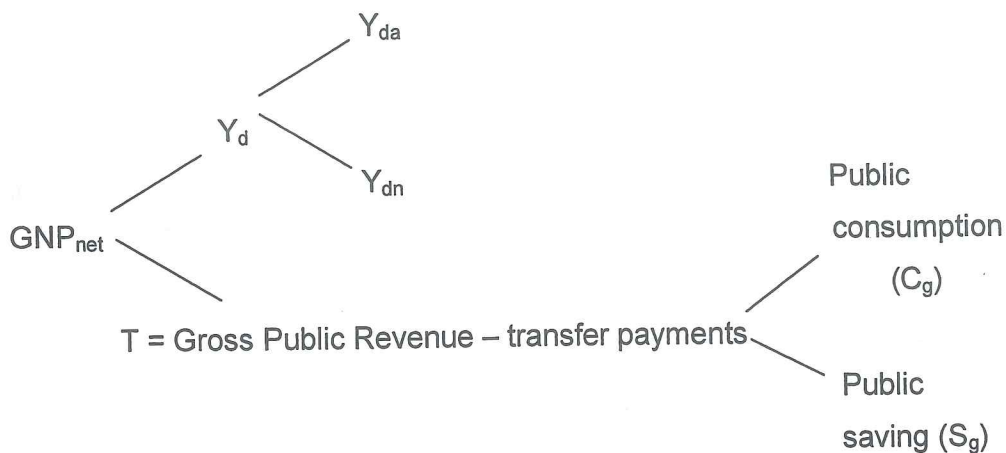 Y_da
Y_d
Y_dn
GNP_net
Public
consumption
(C_g)
T = Gross Public Revenue – transfer payments
Public
saving (S_g)